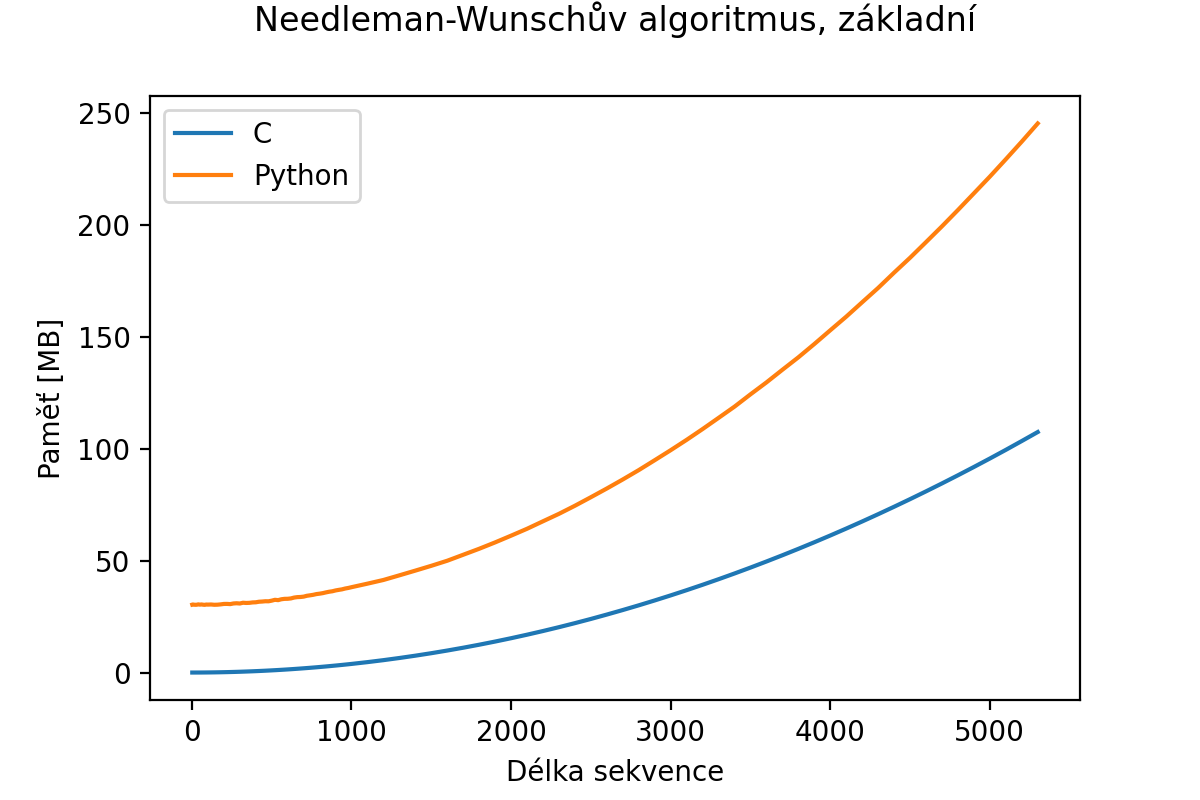 Needleman-Wunschův algoritmus, základní
C
Python
Paměť [MB]
250
200
150
100
50
0
0 1000 2000 3000 4000 5000
Délka sekvence